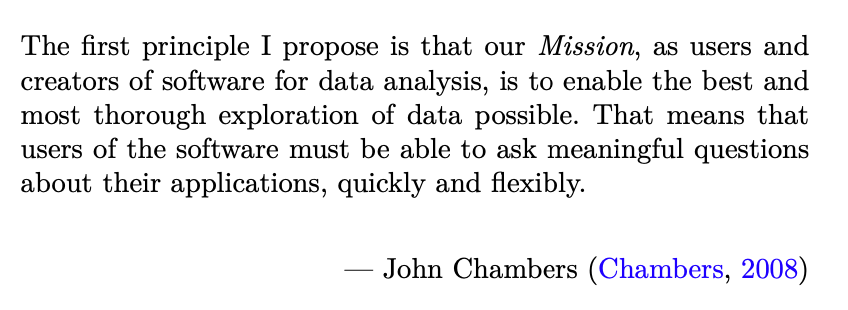 The first principle I propose is that our Mission, as users and
creators of software for data analysis, is to enable the best and
most thorough exploration of data possible. That means that
users of the software must be able to ask meaningful questions
about their applications, quickly and flexibly.
— John Chambers (Chambers, 2008)